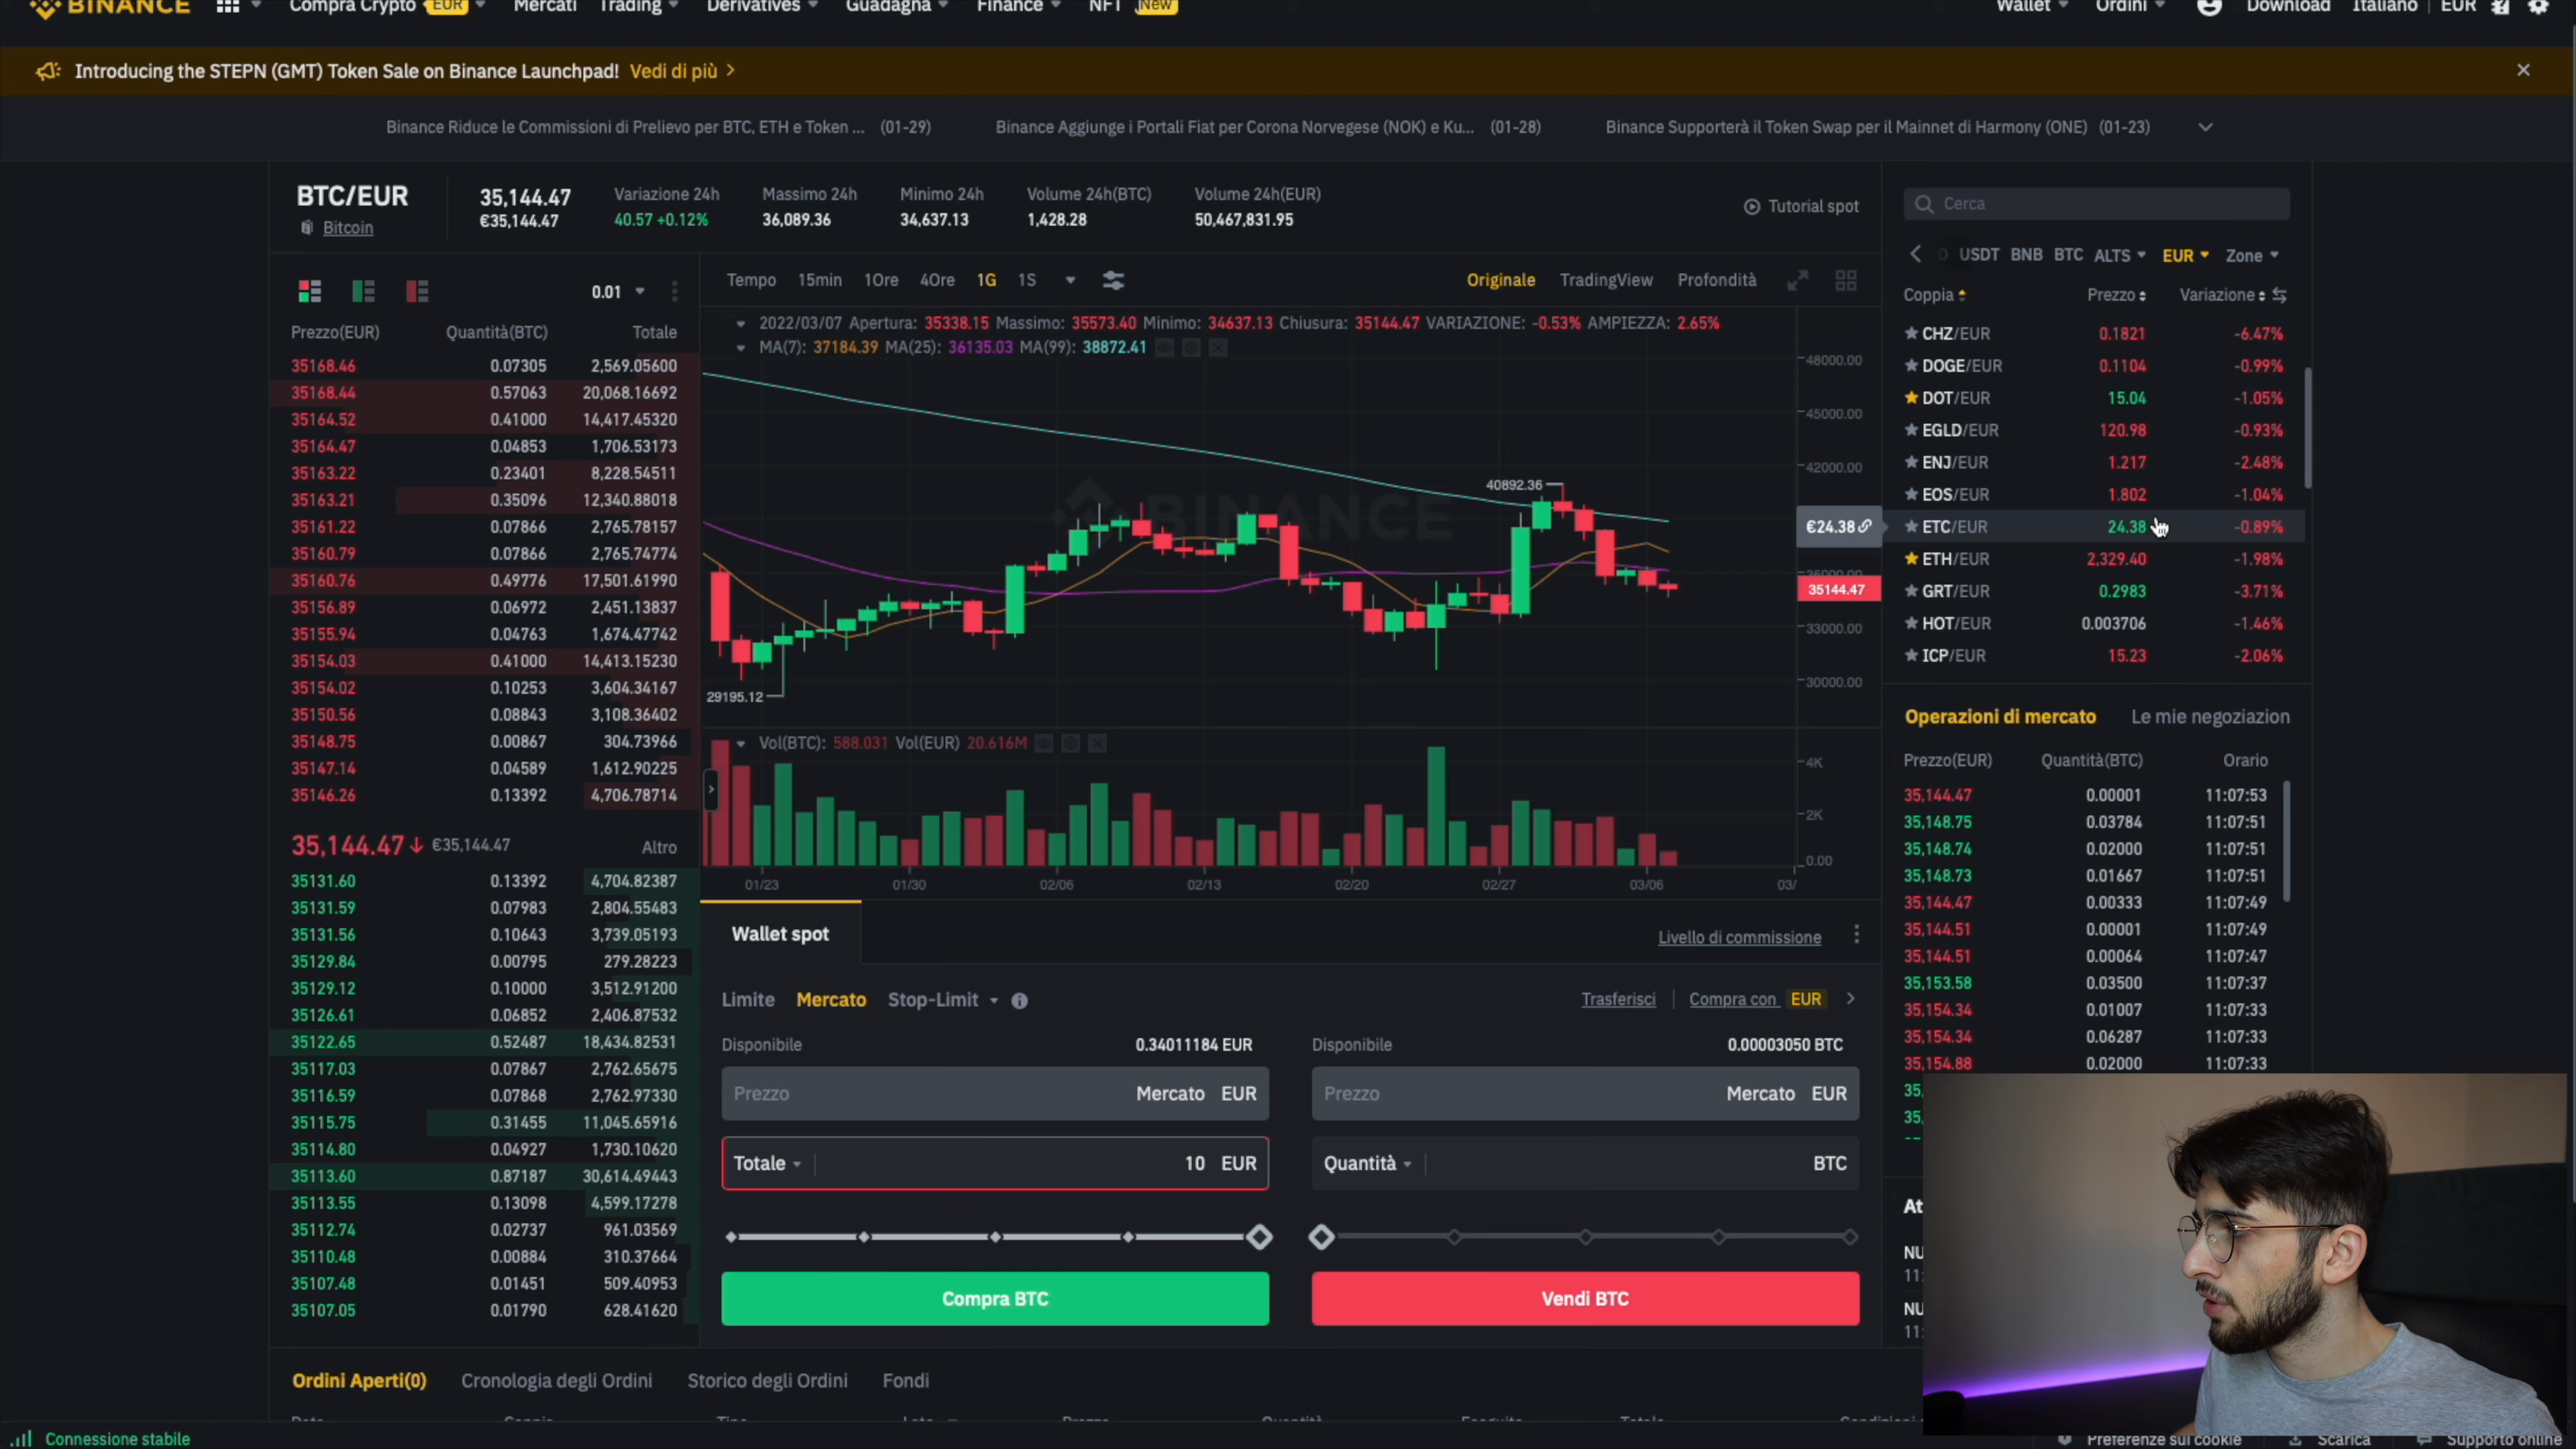 BINANCE Compra Crypto EUR Mercati Trading Derivatives Guadagna Finance NFT New Wallet Ordini Download Italiano EUR
Introducing the STEPN (GMT) Token Sale on Binance Launchpad! Vedi di più
Binance Riduce le Commissioni di Prelievo per BTC, ETH e Token ... (01-29) Binance Aggiunge i Portali Fiat per Corona Norvegese (NOK) e Ku... (01-28) Binance Supporterà il Token Swap per il Mainnet di Harmony (ONE) (01-23)
BTC/EUR
Bitcoin
35,144.47
€35,144.47
Variazione 24h
40.57 +0.12%
Massimo 24h
36,089.36
Minimo 24h
34,637.13
Volume 24h(BTC)
1,428.28
Volume 24h(EUR)
50,467,831.95
Tutorial spot
0.01
Prezzo(EUR) Quantità(BTC) Totale
35168.46 0.07305 2,569.05600
35168.44 0.57063 20,068.16692
35164.52 0.41000 14,417.45320
35164.47 0.04853 1,706.53173
35163.22 0.23401 8,228.54511
35163.21 0.35096 12,340.88018
35161.22 0.07866 2,765.78157
35160.79 0.07866 2,765.74774
35160.76 0.49776 17,501.61990
35156.89 0.06972 2,451.13837
35155.94 0.04763 1,674.47742
35154.03 0.41000 14,413.15230
35154.02 0.10253 3,604.34167
35150.56 0.08843 3,108.36402
35148.75 0.00867 304.73966
35147.14 0.04589 1,612.90225
35146.26 0.13392 4,706.78714
35,144.47 €35,144.47 Altro
35131.60 0.13392 4,704.82387
35131.59 0.07983 2,804.55483
35131.56 0.10643 3,739.05193
35129.84 0.00795 279.28223
35129.12 0.10000 3,512.91200
35126.61 0.06852 2,406.87532
35122.65 0.52487 18,434.82531
35117.03 0.07867 2,762.65675
35116.59 0.07868 2,762.97330
35115.75 0.31455 11,045.65916
35114.80 0.04927 1,730.10620
35113.60 0.87187 30,614.49443
35113.55 0.13098 4,599.17278
35112.74 0.02737 961.03569
35110.48 0.00884 310.37664
35107.48 0.01451 509.40953
35107.05 0.01790 628.41620
Tempo 15min 1Ore 4Ore 1G 1S Originale TradingView Profondità
2022/03/07 Apertura: 35338.15 Massimo: 35573.40 Minimo: 34637.13 Chiusura: 35144.47 VARIAZIONE: -0.53% AMPIEZZA: 2.65%
MA(7): 37184.39 MA(25): 36135.03 MA(99): 38872.41
BINANCE
40892.36
29195.12
48000.00
45000.00
42000.00
€24.38
36000.00
35144.47
33000.00
30000.00
Vol(BTC): 588.031 Vol(EUR) 20.616M
4K
2K
0.00
01/23 01/30 02/06 02/13 02/20 02/27 03/06 03/
Wallet spot
Livello di commissione
Limite Mercato Stop-Limit
Trasferisci Compra con EUR
Disponibile 0.34011184 EUR
Prezzo Mercato EUR
Totale 10 EUR
Compra BTC
Disponibile 0.00003050 BTC
Prezzo Mercato EUR
Quantità BTC
Vendi BTC
Cerca
USDT BNB BTC ALTS EUR Zone
Coppia Prezzo Variazione
CHZ/EUR 0.1821 -6.47%
DOGE/EUR 0.1104 -0.99%
DOT/EUR 15.04 -1.05%
EGLD/EUR 120.98 -0.93%
ENJ/EUR 1.217 -2.48%
EOS/EUR 1.802 -1.04%
ETC/EUR 24.38 -0.89%
ETH/EUR 2,329.40 -1.98%
GRT/EUR 0.2983 -3.71%
HOT/EUR 0.003706 -1.46%
ICP/EUR 15.23 -2.06%
Operazioni di mercato Le mie negoziazion
Prezzo(EUR) Quantità(BTC) Orario
35,144.47 0.00001 11:07:53
35,148.75 0.03784 11:07:51
35,148.74 0.02000 11:07:51
35,148.73 0.01667 11:07:51
35,144.47 0.00333 11:07:49
35,144.51 0.00001 11:07:49
35,144.51 0.00064 11:07:47
35,153.58 0.03500 11:07:37
35,154.34 0.01007 11:07:33
35,154.34 0.06287 11:07:33
35,154.88 0.02000 11:07:33
35,
35,
At
NU
11:
NU
11:
Ordini Aperti(0) Cronologia degli Ordini Storico degli Ordini Fondi
Connessione stabile Preferenze sui cookie Scarica Supporto online